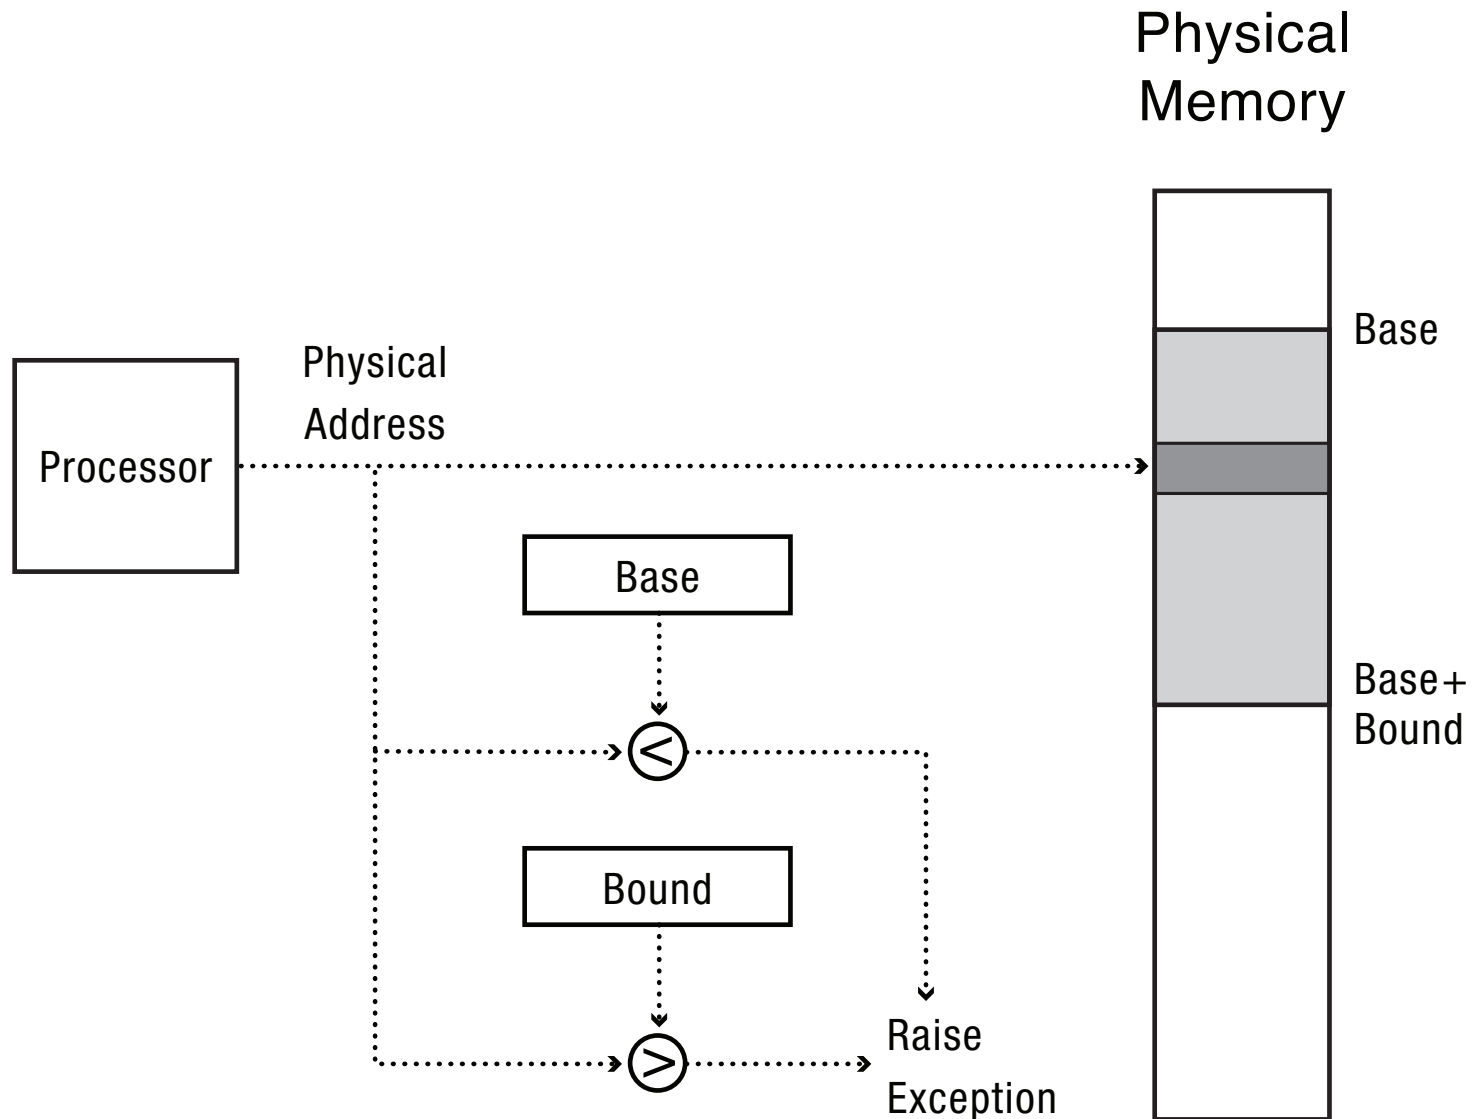 Physical
Memory
Base
Physical
Address
Processor
Base
<
Base+
Bound
Bound
>
Raise
Exception